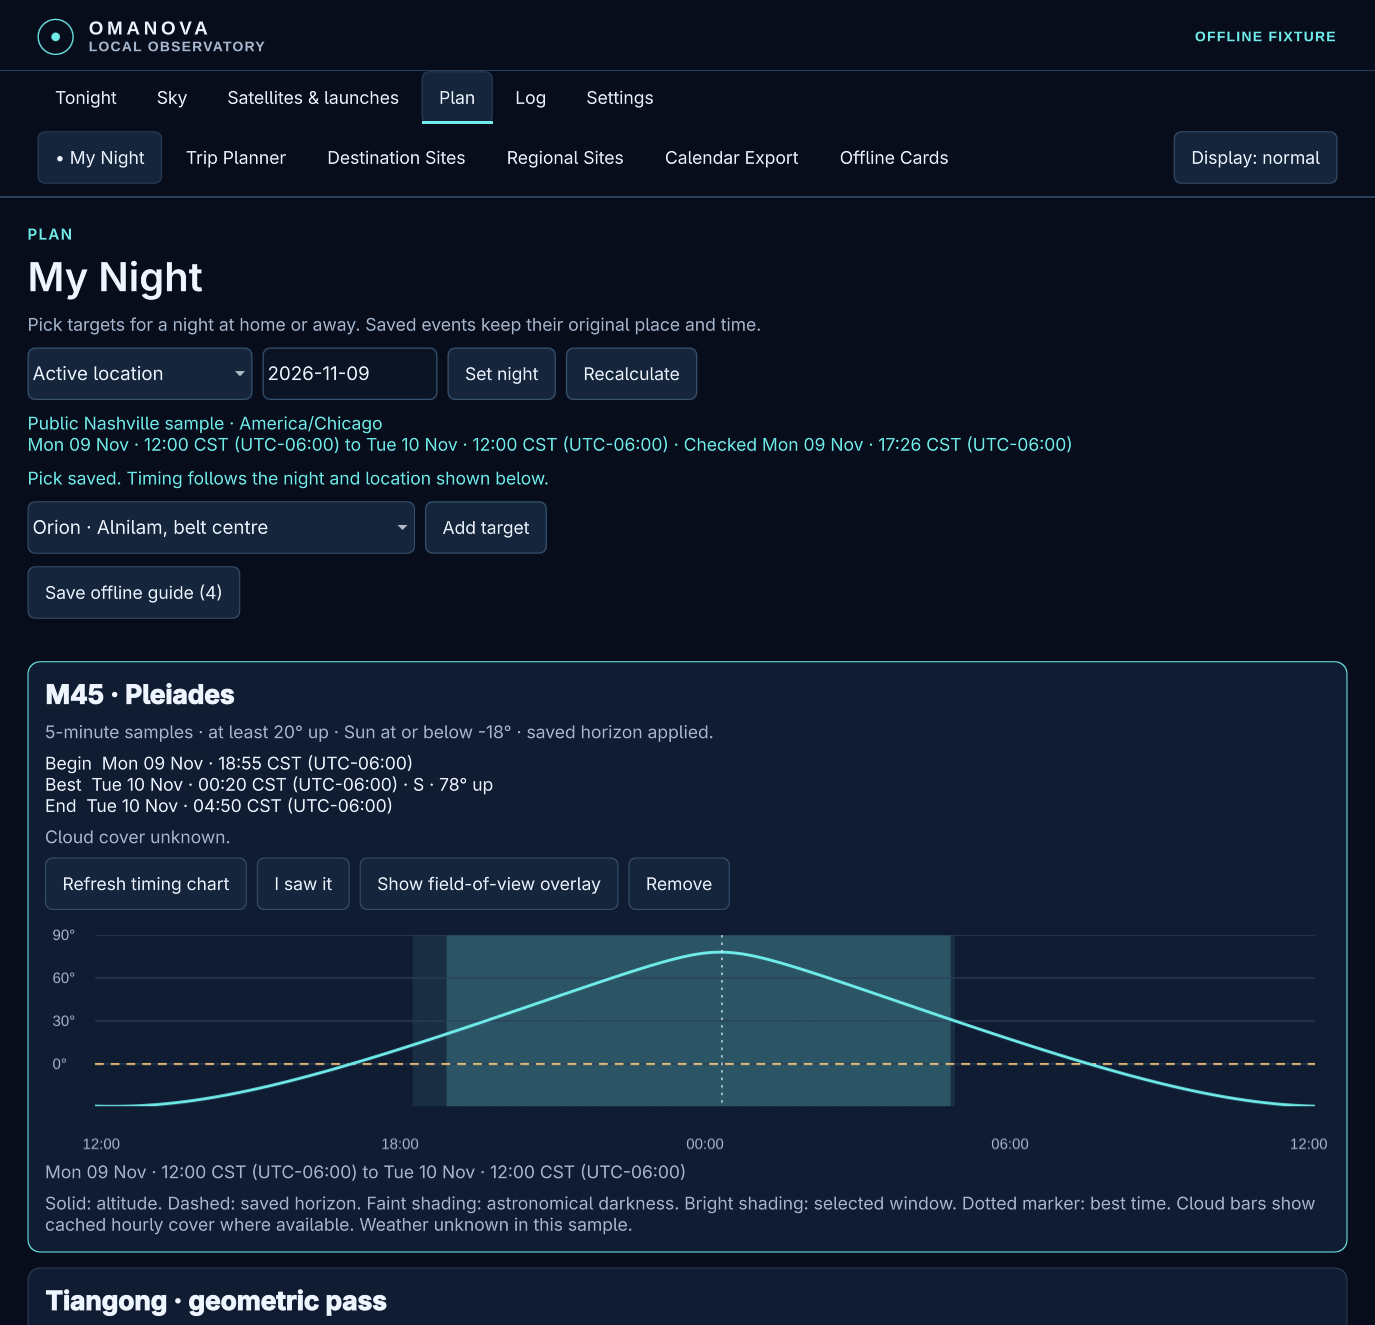 OMANOVA
LOCAL OBSERVATORY
OFFLINE FIXTURE
Tonight
Sky
Satellites & launches
Plan
Log
Settings
• My Night
Trip Planner
Destination Sites
Regional Sites
Calendar Export
Offline Cards
Display: normal
PLAN
My Night
Pick targets for a night at home or away. Saved events keep their original place and time.
Active location
2026-11-09
Set night
Recalculate
Public Nashville sample · America/Chicago
Mon 09 Nov · 12:00 CST (UTC-06:00) to Tue 10 Nov · 12:00 CST (UTC-06:00) · Checked Mon 09 Nov · 17:26 CST (UTC-06:00)
Pick saved. Timing follows the night and location shown below.
Orion · Alnilam, belt centre
Add target
Save offline guide (4)
M45 · Pleiades
5-minute samples · at least 20° up · Sun at or below -18° · saved horizon applied.
Begin Mon 09 Nov · 18:55 CST (UTC-06:00)
Best Tue 10 Nov · 00:20 CST (UTC-06:00) · S · 78° up
End Tue 10 Nov · 04:50 CST (UTC-06:00)
Cloud cover unknown.
Refresh timing chart
I saw it
Show field-of-view overlay
Remove
90°
60°
30°
0°
12:00
18:00
00:00
06:00
12:00
Mon 09 Nov · 12:00 CST (UTC-06:00) to Tue 10 Nov · 12:00 CST (UTC-06:00)
Solid: altitude. Dashed: saved horizon. Faint shading: astronomical darkness. Bright shading: selected window. Dotted marker: best time. Cloud bars show
cached hourly cover where available. Weather unknown in this sample.
Tiangong · geometric pass